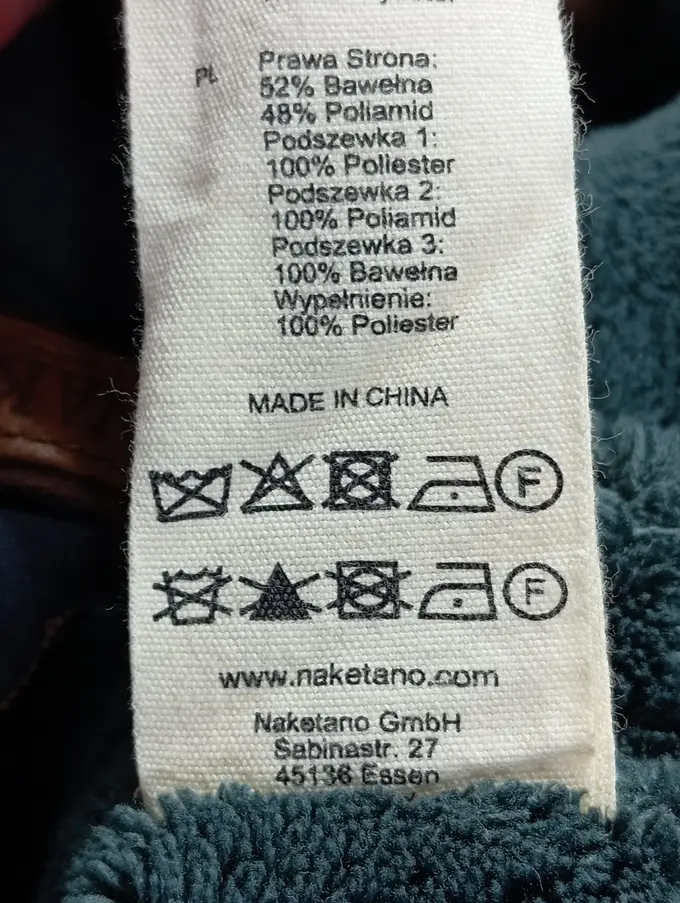 PL
Prawa Strona:
52% Bawełna
48% Poliamid
Podszewka 1:
100% Poliester
Podszewka 2:
100% Poliamid
Podszewka 3:
100% Bawełna
Wypełnienie:
100% Poliester
MADE IN CHINA
F
F
www.naketano.com
Naketano GmbH
Sabinastr. 27
45136 Essen